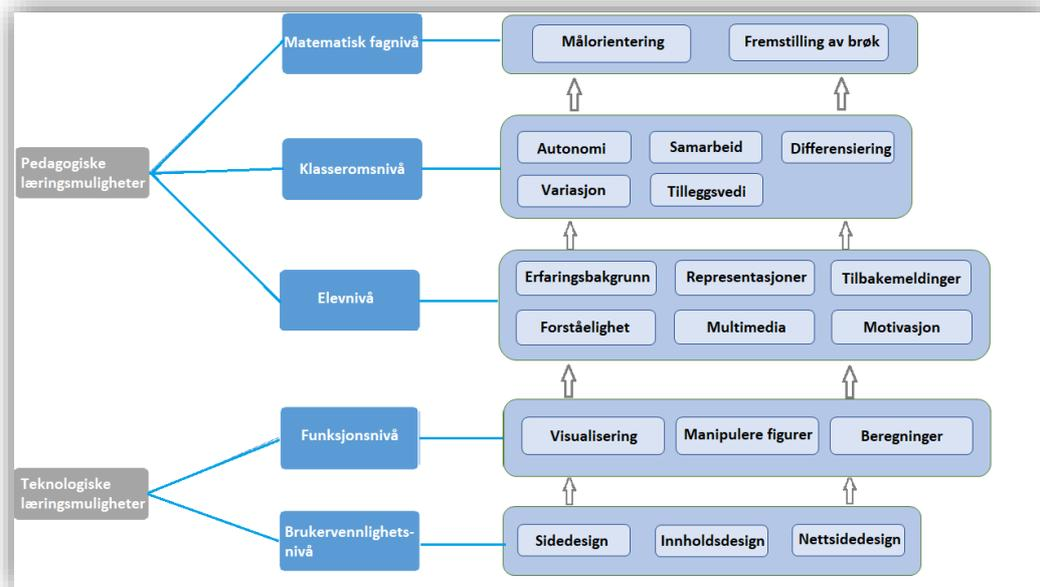 Matematisk fagnivå
Målorientering
Fremstilling av brøk
Pedagogiske
læringsmuligheter
Klasseromsnivå
Autonomi
Samarbeid
Differensiering
Variasjon
Tilleggsvedi
Elevnivå
Erfaringsbakgrunn
Representasjoner
Tilbakemeldinger
Forståelighet
Multimedia
Motivasjon
Teknologiske
læringsmuligheter
Funksjonsnivå
Visualisering
Manipulere figurer
Beregninger
Brukervennlighets-
nivå
Sidedesign
Innholdsdesign
Nettsidedesign